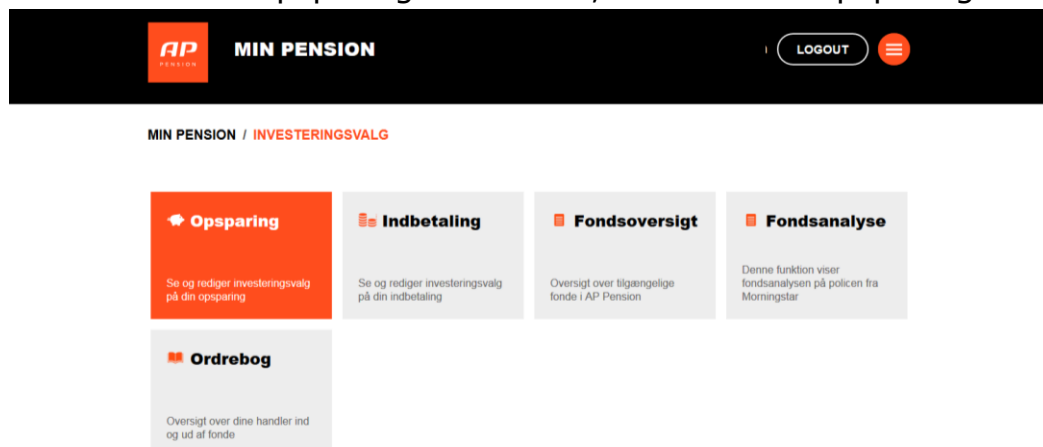 AP
PENSION
MIN PENSION
LOGOUT
MIN PENSION / INVESTERINGSVALG
Opsparing
Se og rediger investeringsvalg
på din opsparing
Indbetaling
Se og rediger investeringsvalg
på din indbetaling
Fondsoversigt
Oversigt over tilgængelige
fonde i AP Pension
Fondsanalyse
Denne funktion viser
fondsanalysen på policen fra
Morningstar
Ordrebog
Oversigt over dine handler ind
og ud af fonde